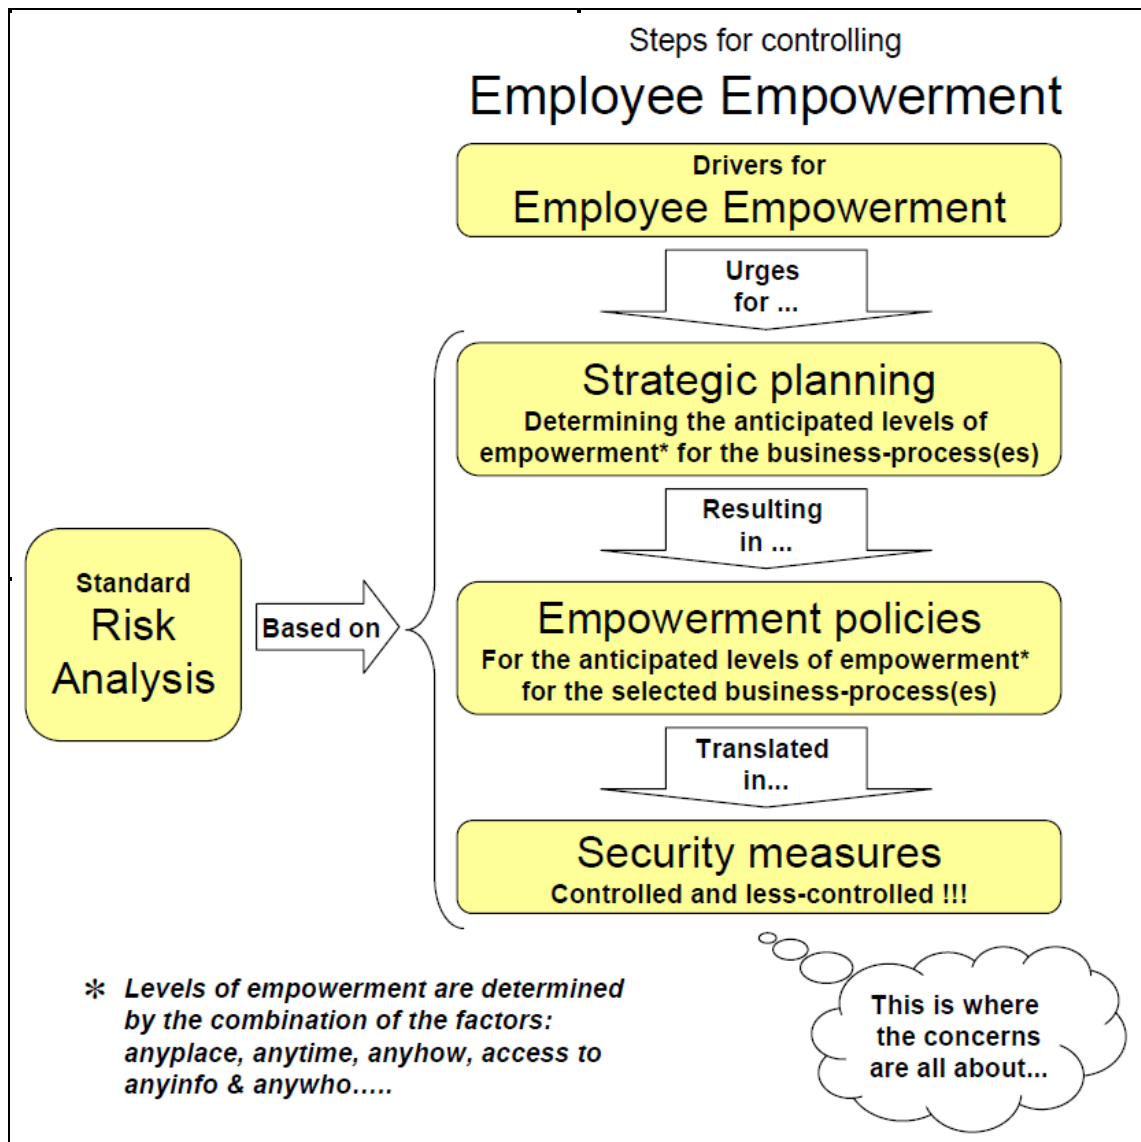 Steps for controlling
Employee Empowerment
Drivers for
Employee Empowerment
Urges
for ...
Strategic planning
Determining the anticipated levels of
empowerment* for the business-process(es)
Resulting
in ...
Standard
Risk
Analysis
Based on
Empowerment policies
For the anticipated levels of empowerment*
for the selected business-process(es)
Translated
in...
Security measures
Controlled and less-controlled !!!
* Levels of empowerment are determined
by the combination of the factors:
anyplace, anytime, anyhow, access to
anyinfo & anywho.....
This is where
the concerns
are all about...